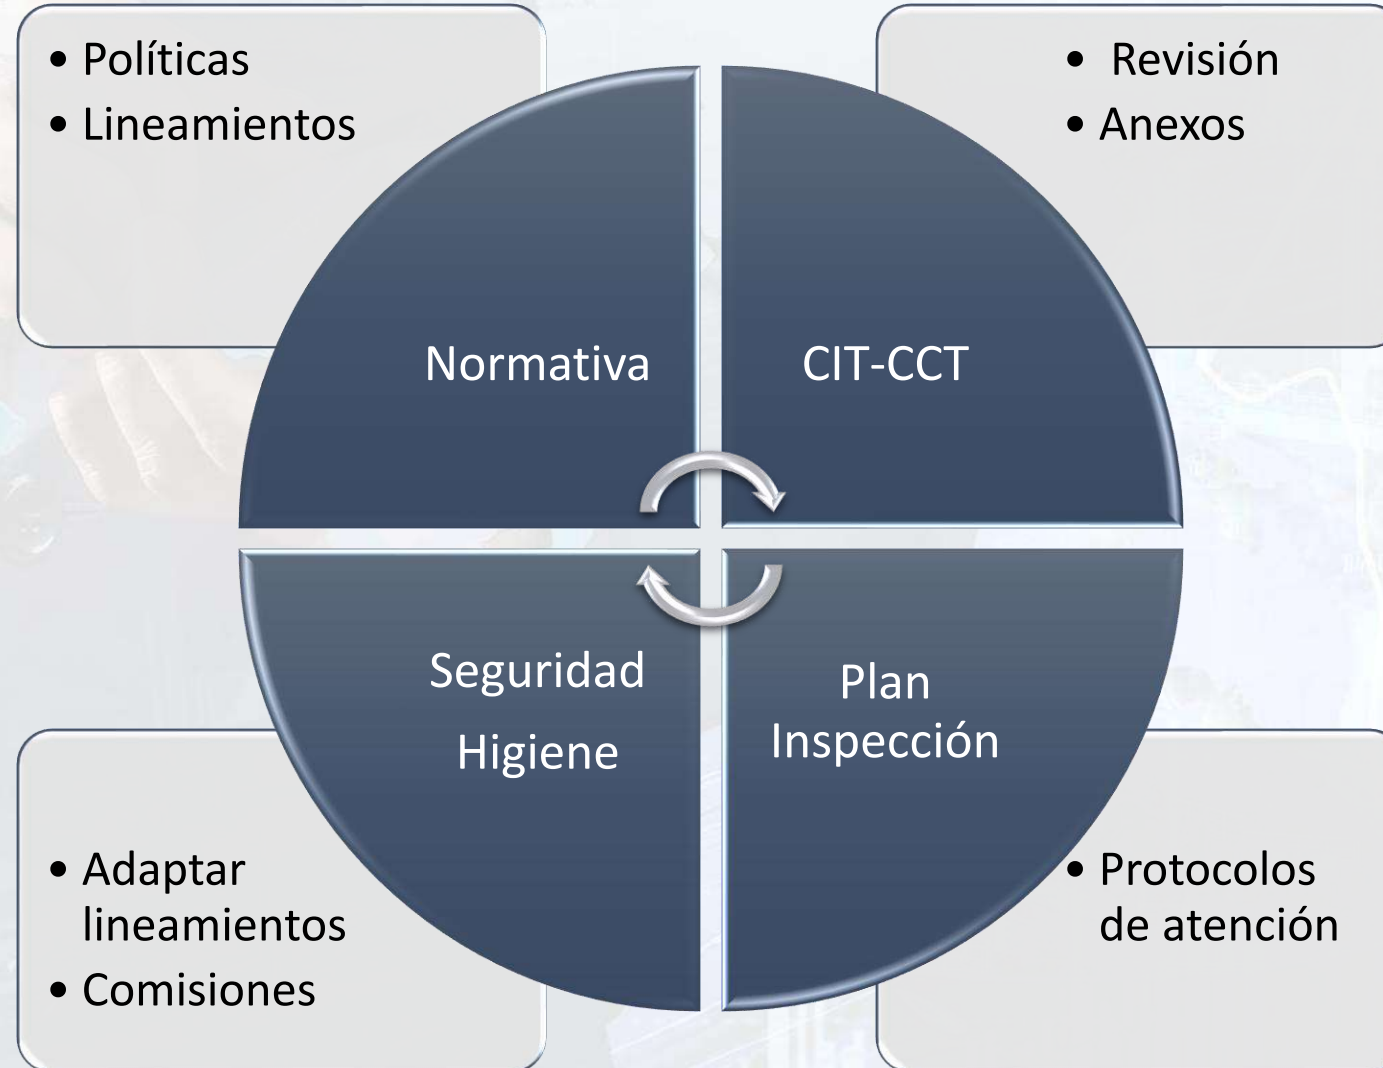 • Políticas
• Lineamientos
• Revisión
• Anexos
Normativa
CIT-CCT
Seguridad
Higiene
Plan
Inspección
• Adaptar
lineamientos
• Comisiones
• Protocolos
de atención